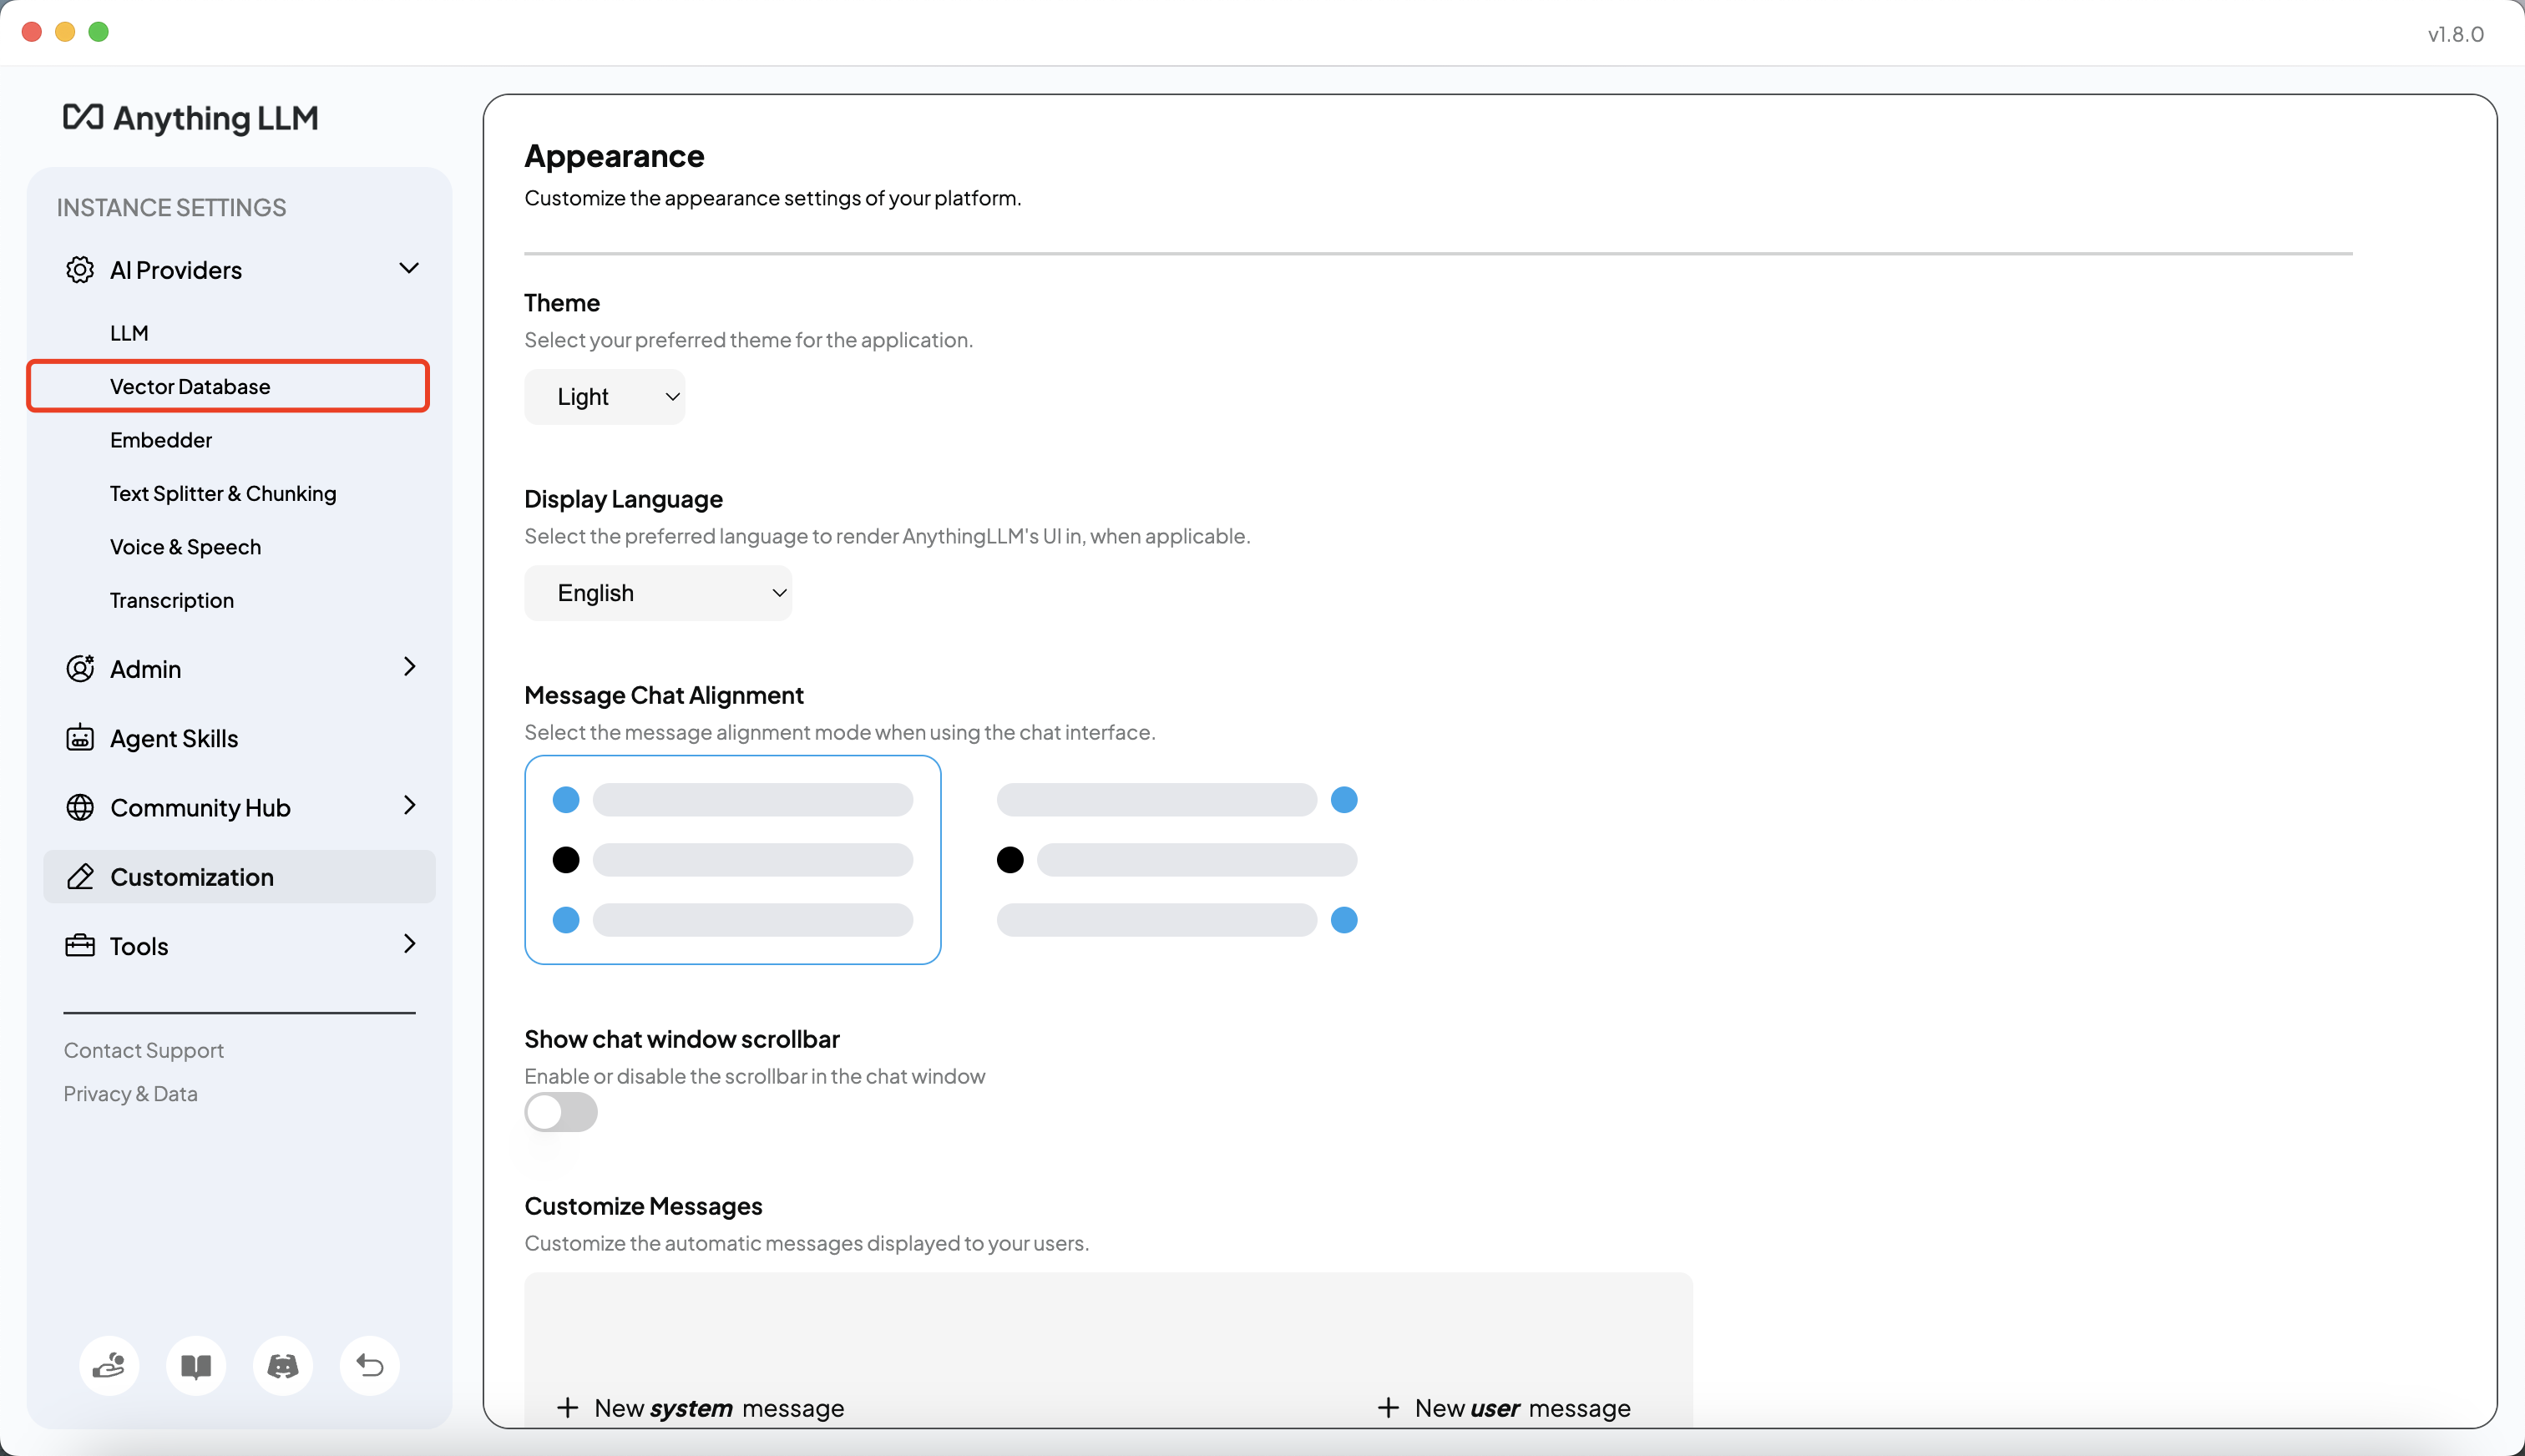 v1.8.0
Anything LLM
INSTANCE SETTINGS
AI Providers
LLM
Vector Database
Embedder
Text Splitter & Chunking
Voice & Speech
Transcription
Admin
Agent Skills
Community Hub
Customization
Tools
Contact Support
Privacy & Data
Appearance
Customize the appearance settings of your platform.
Theme
Select your preferred theme for the application.
Light
Display Language
Select the preferred language to render AnythingLLM's UI in, when applicable.
English
Message Chat Alignment
Select the message alignment mode when using the chat interface.
Show chat window scrollbar
Enable or disable the scrollbar in the chat window
Customize Messages
Customize the automatic messages displayed to your users.
New system message
New user message